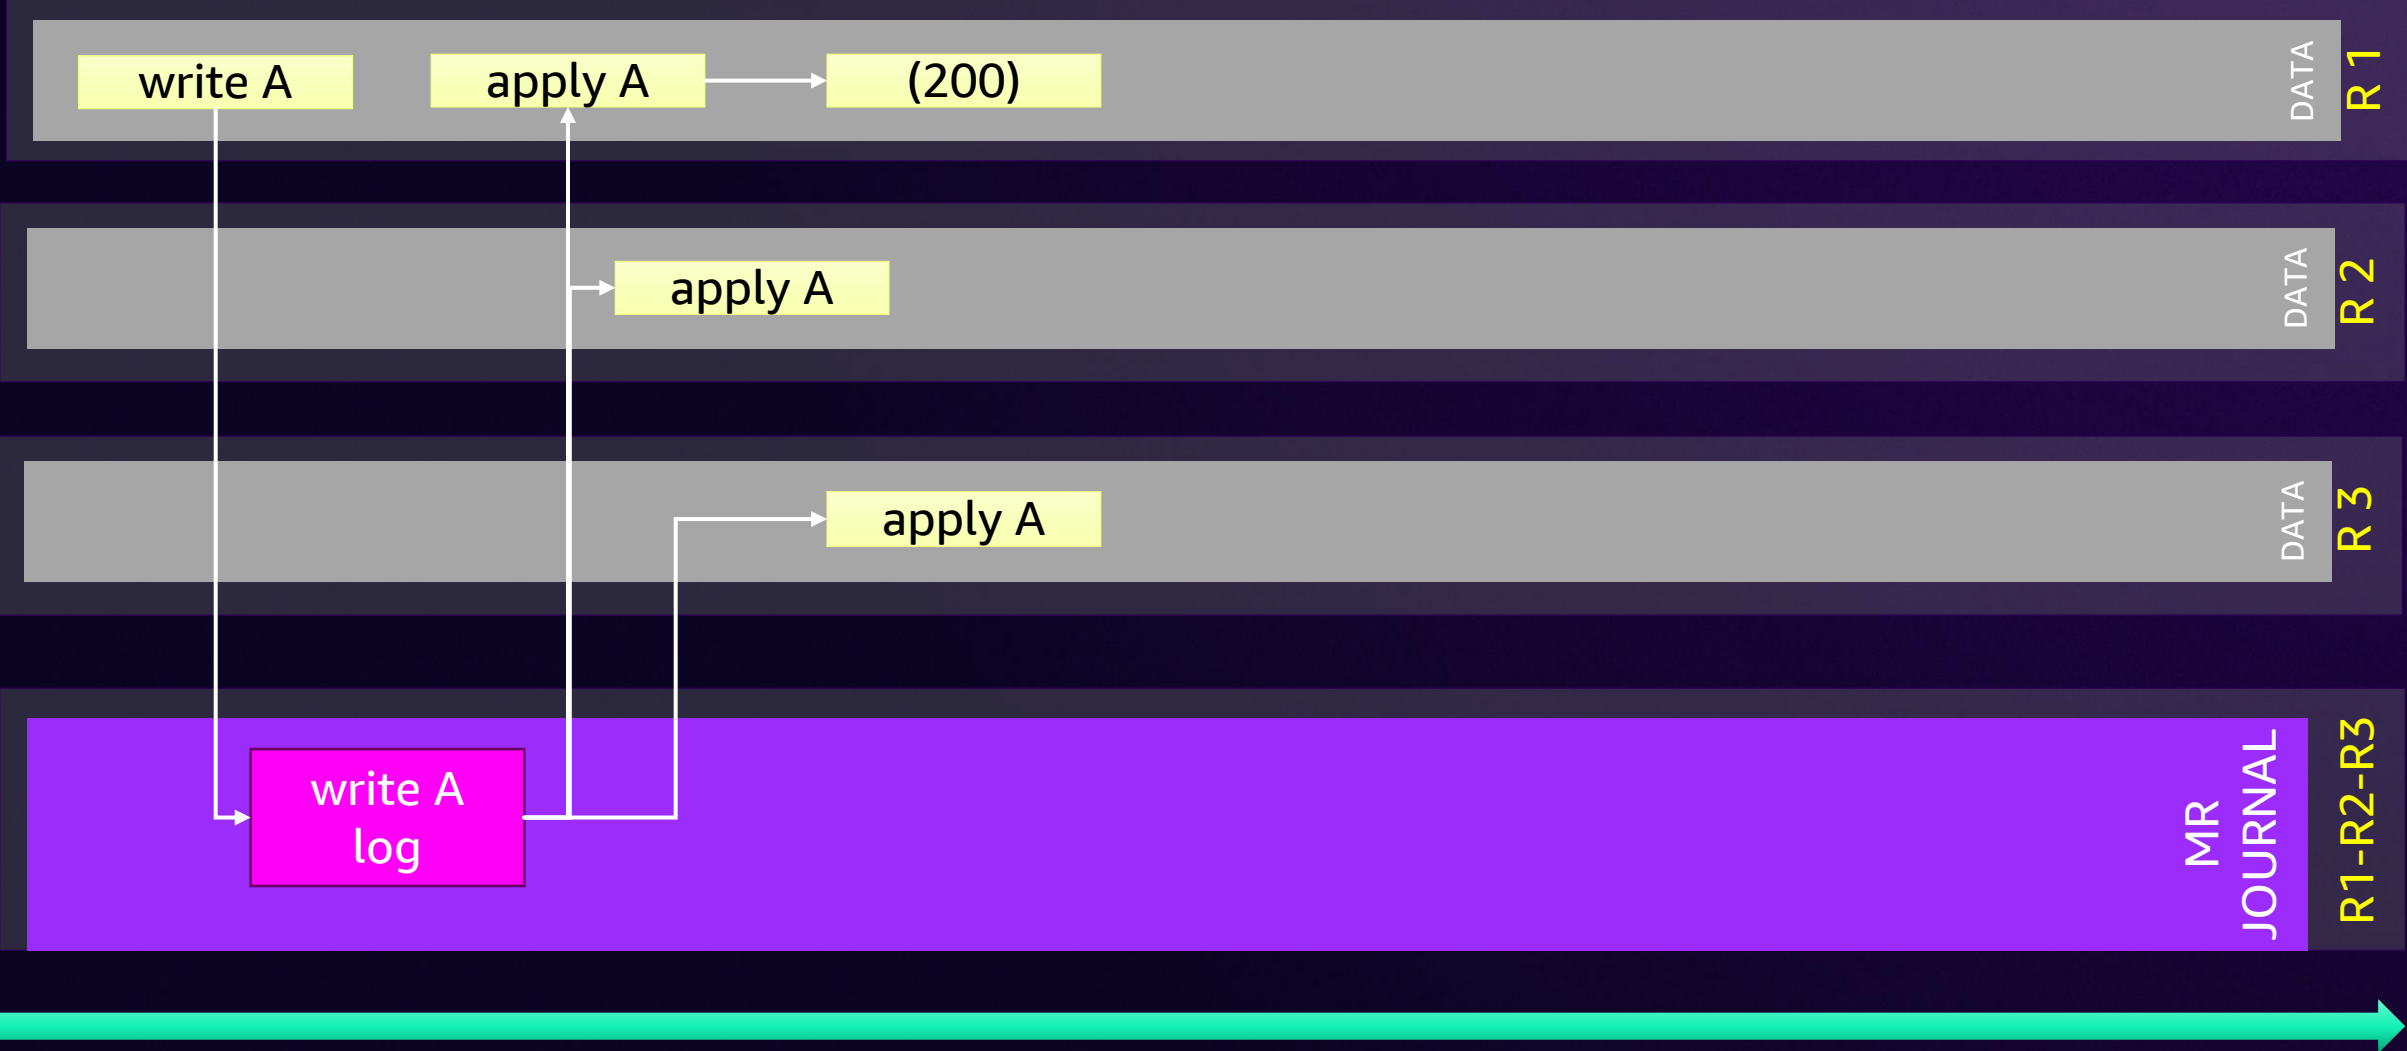 write A
apply A
(200)
DATA
R 1
apply A
DATA
R 2
apply A
DATA
R 3
write A
log
MR
JOURNAL
R1-R2-R3